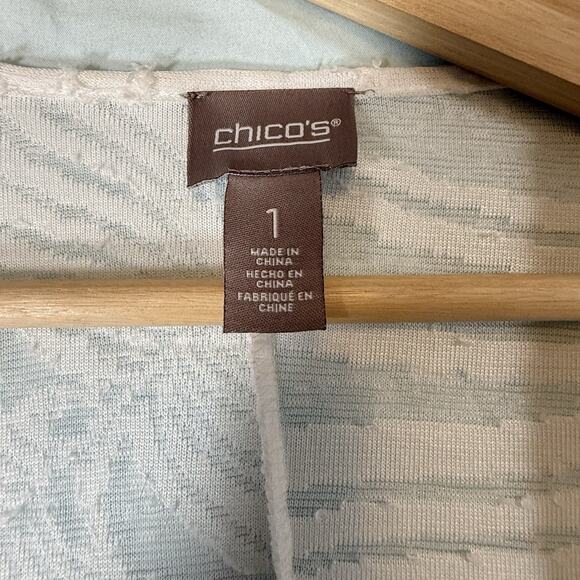 chico's®
1
MADE IN
CHINA
HECHO EN
CHINA
FABRIQUÉ EN
CHINE